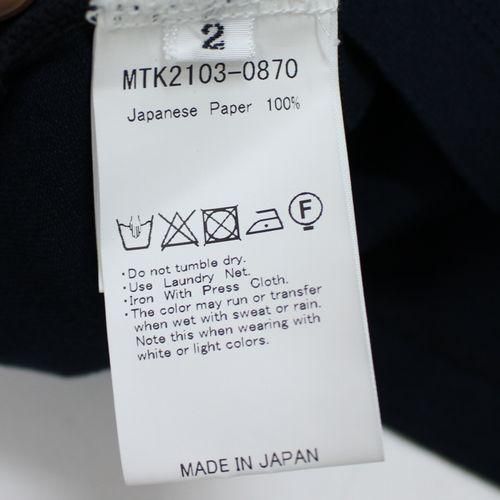 2
MTK2103-0870
Japanese Paper 100%
F
·Do not tumble dry.
·Use Laundry Net.
·Iron With Press Cloth.
·The color may run or transfer
when wet with sweat or rain.
Note this when wearing with
white or light colors.
MADE IN JAPAN